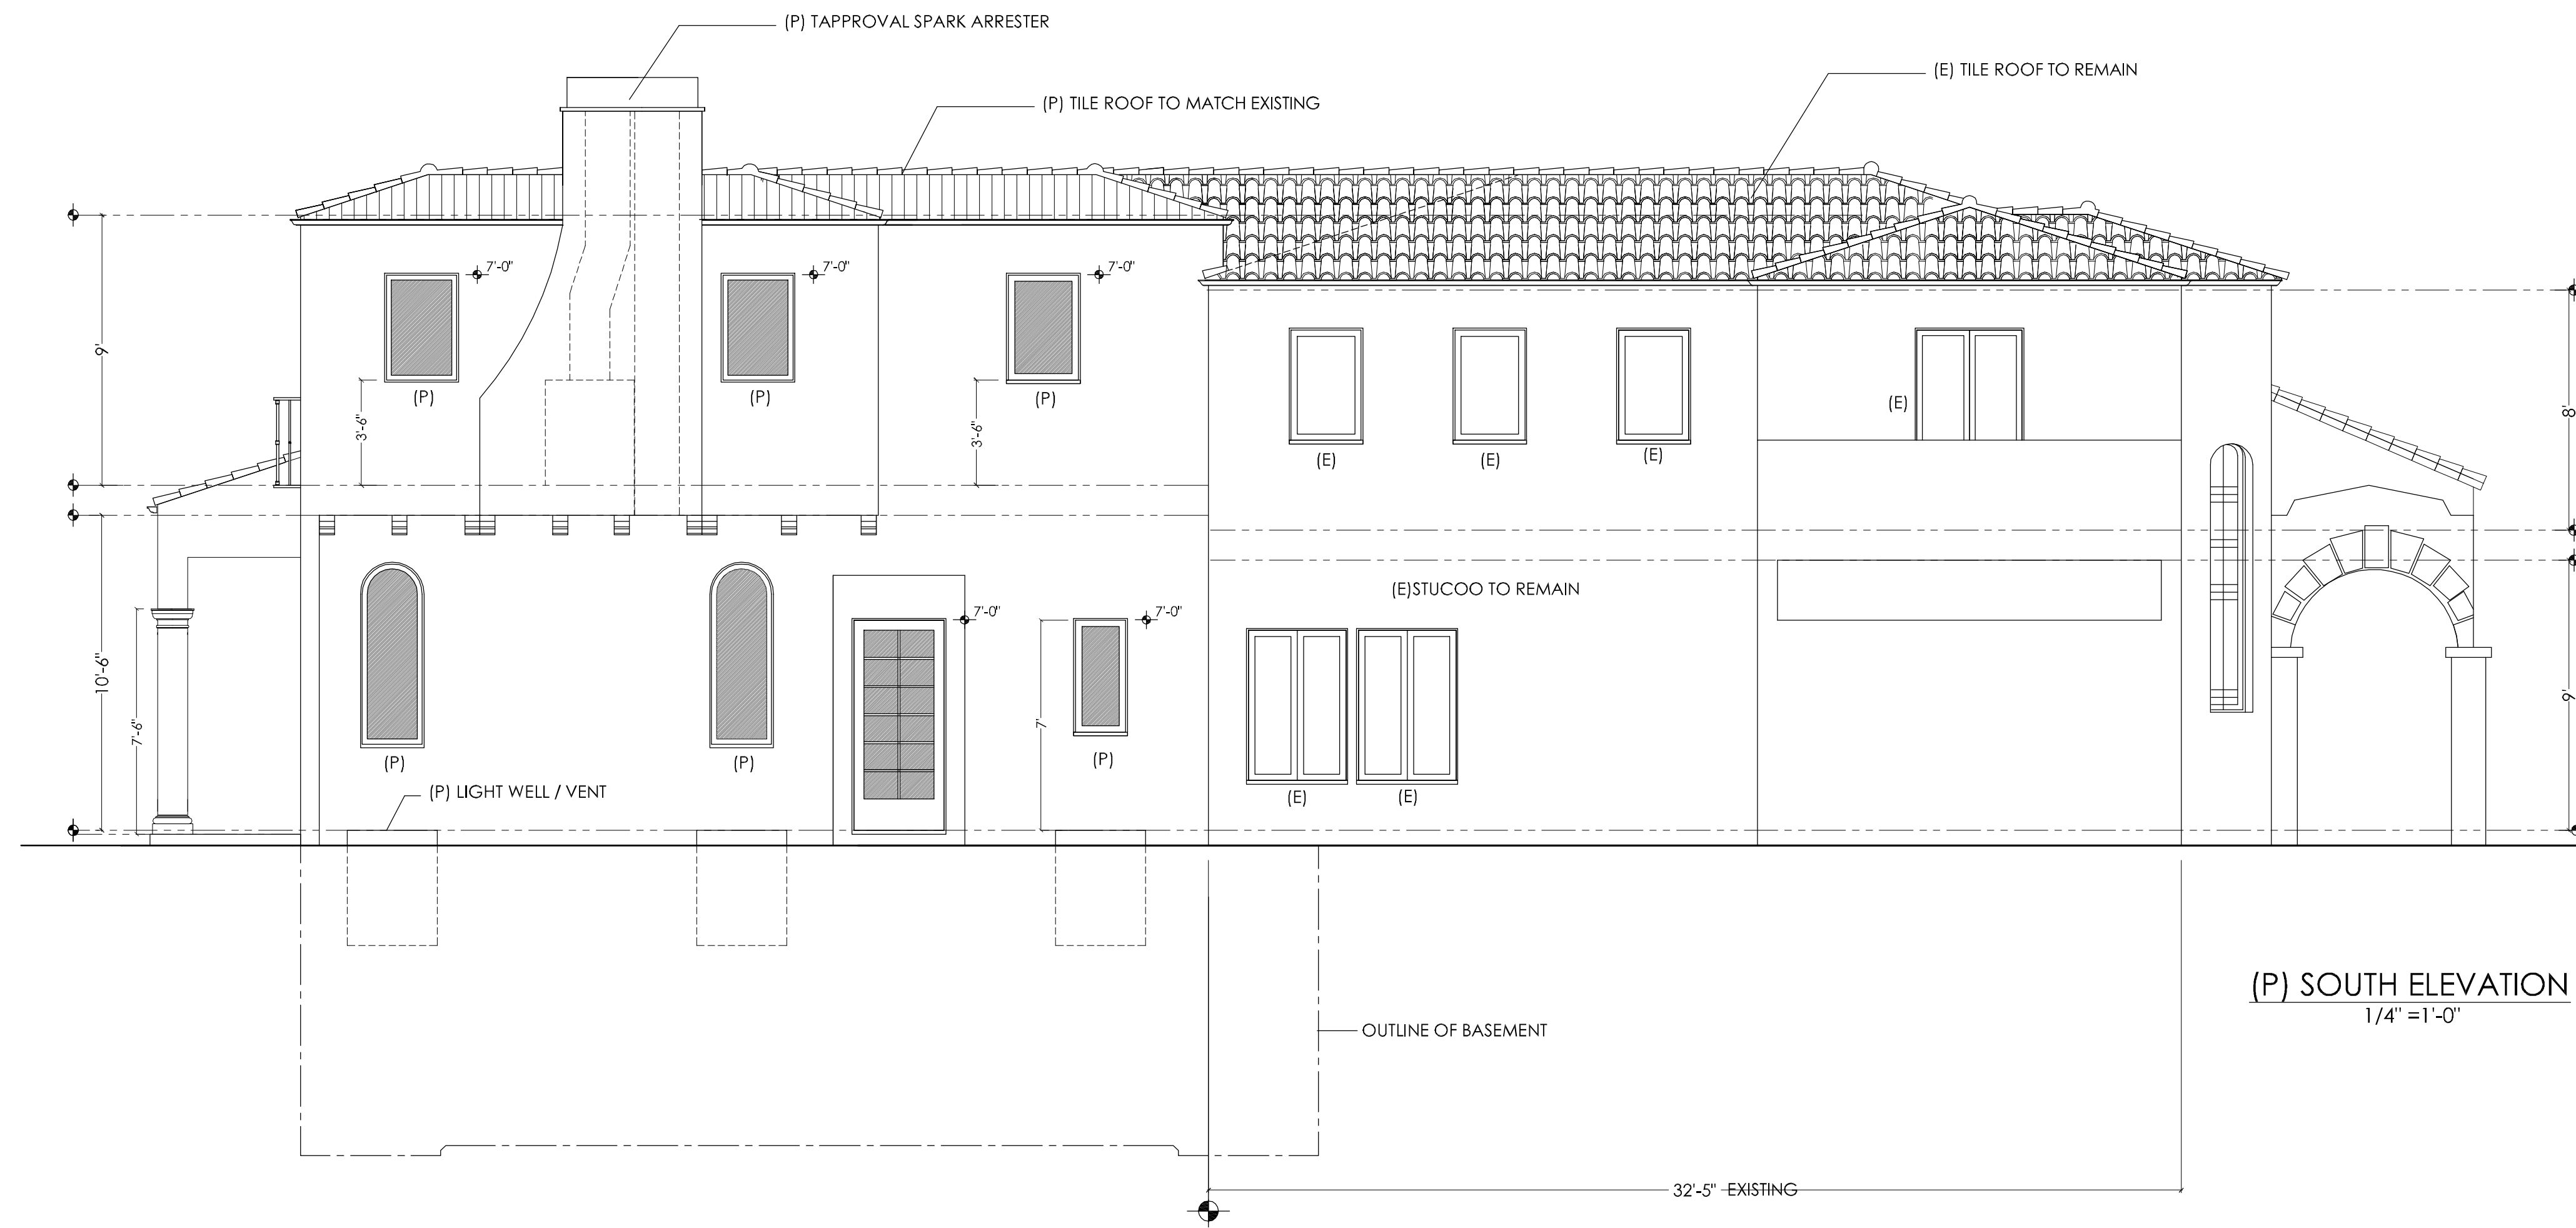 (P) TAPPROVAL SPARK ARRESTER
(E) TILE ROOF TO REMAIN
(P) TILE ROOF TO MATCH EXISTING
7'-0"
7'-0"
7'-0"
9'
(P)
(P)
(P)
3'-6"
3'-6"
(E)
(E)
(E)
(E)
8'
(E)STUCOO TO REMAIN
7'-0"
7'-0"
10'-6"
7'-6"
7'
9'
(P)
(P)
(P)
(E)
(E)
(P) LIGHT WELL / VENT
(P) SOUTH ELEVATION
1/4" =1'-0"
OUTLINE OF BASEMENT
32'-5" EXISTING